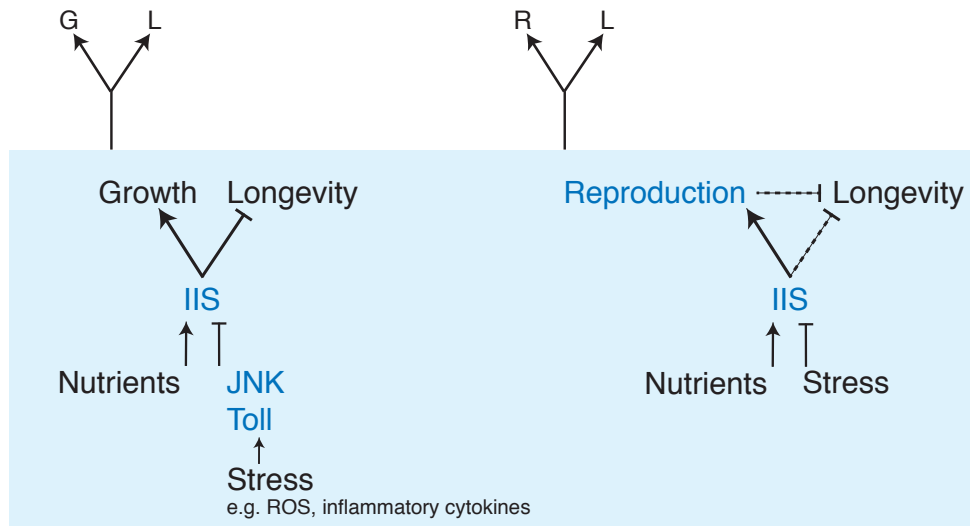 G L
R L
Growth Longevity
Reproduction Longevity
IIS
IIS
Nutrients JNK
Toll
Nutrients Stress
Stress
e.g. ROS, inflammatory cytokines